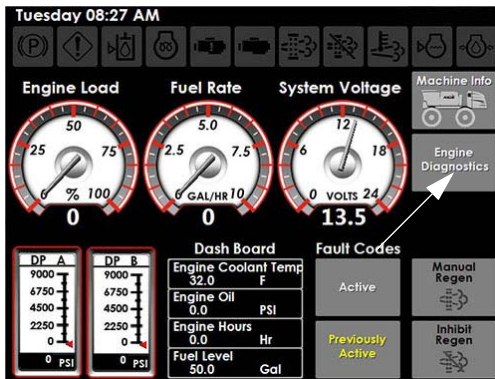 Tuesday 08:27 AM
(P)
Engine Load
Fuel Rate
System Voltage
Machine Info
50
25 75
0 % 100
0
5.0
2.5 7.5
0 GAL/HR 10
0
12
6 18
0 VOLTS 24
13.5
Engine
Diagnostics
DP A
9000
6750
4500
2250
0
0 PSI
DP B
9000
6750
4500
2250
0
0 PSI
Dash Board
Engine Coolant Temp
32.0 F
Engine Oil
0.0 PSI
Engine Hours
0.0 Hr
Fuel Level
50.0 Gal
Fault Codes
Active
Previously
Active
Manual
Regen
Inhibit
Regen